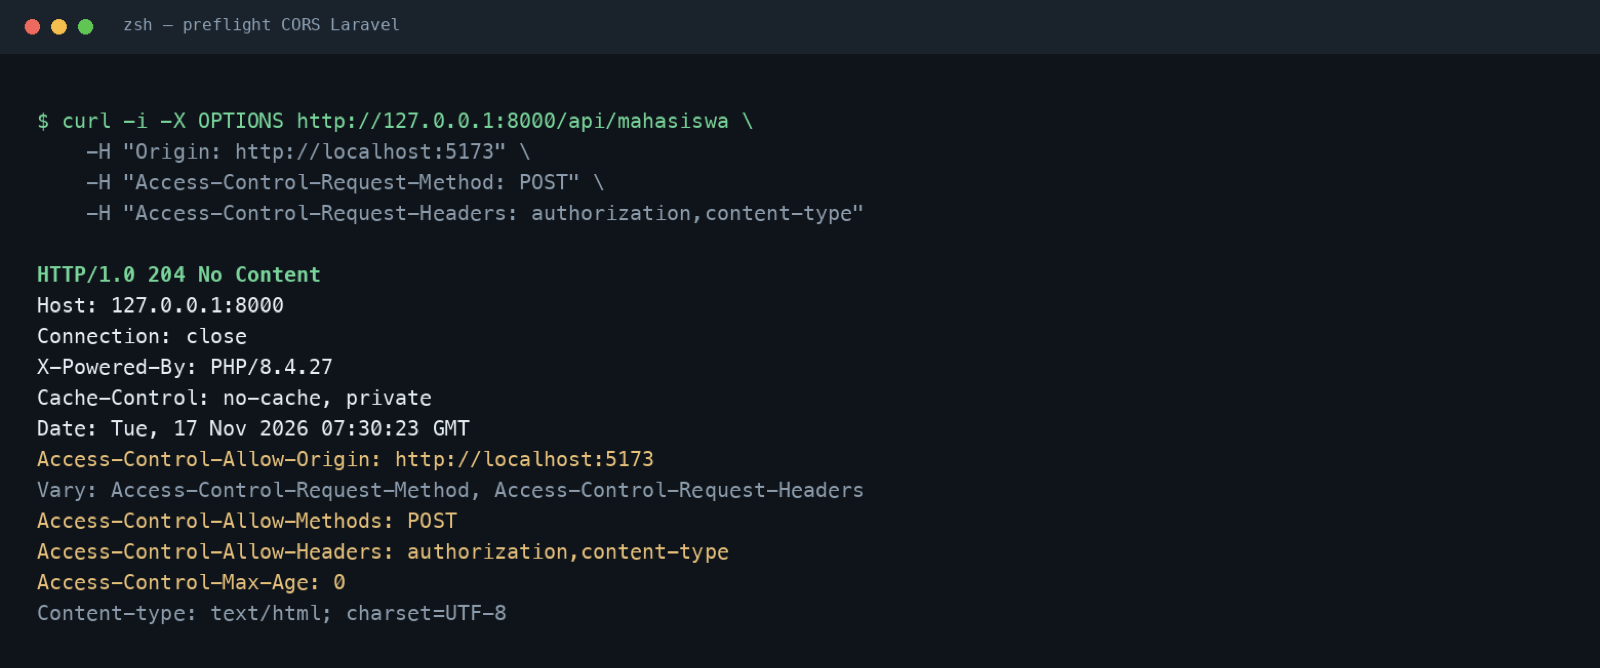 zsh — preflight CORS Laravel
$ curl -i -X OPTIONS http://127.0.0.1:8000/api/mahasiswa \
-H "Origin: http://localhost:5173" \
-H "Access-Control-Request-Method: POST" \
-H "Access-Control-Request-Headers: authorization,content-type"
HTTP/1.0 204 No Content
Host: 127.0.0.1:8000
Connection: close
X-Powered-By: PHP/8.4.27
Cache-Control: no-cache, private
Date: Tue, 17 Nov 2026 07:30:23 GMT
Access-Control-Allow-Origin: http://localhost:5173
Vary: Access-Control-Request-Method, Access-Control-Request-Headers
Access-Control-Allow-Methods: POST
Access-Control-Allow-Headers: authorization,content-type
Access-Control-Max-Age: 0
Content-type: text/html; charset=UTF-8